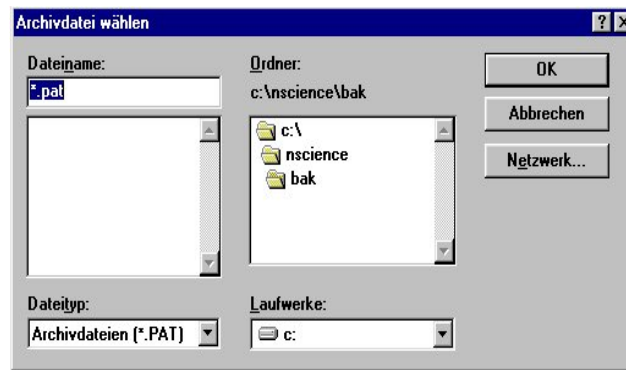 Archivdatei wählen
Dateiname:
*.pat
Ordner:
c:\nscience\bak
c:\
nscience
bak
OK
Abbrechen
Netzwerk...
Dateityp:
Archivdateien (*.PAT)
Laufwerke:
c: